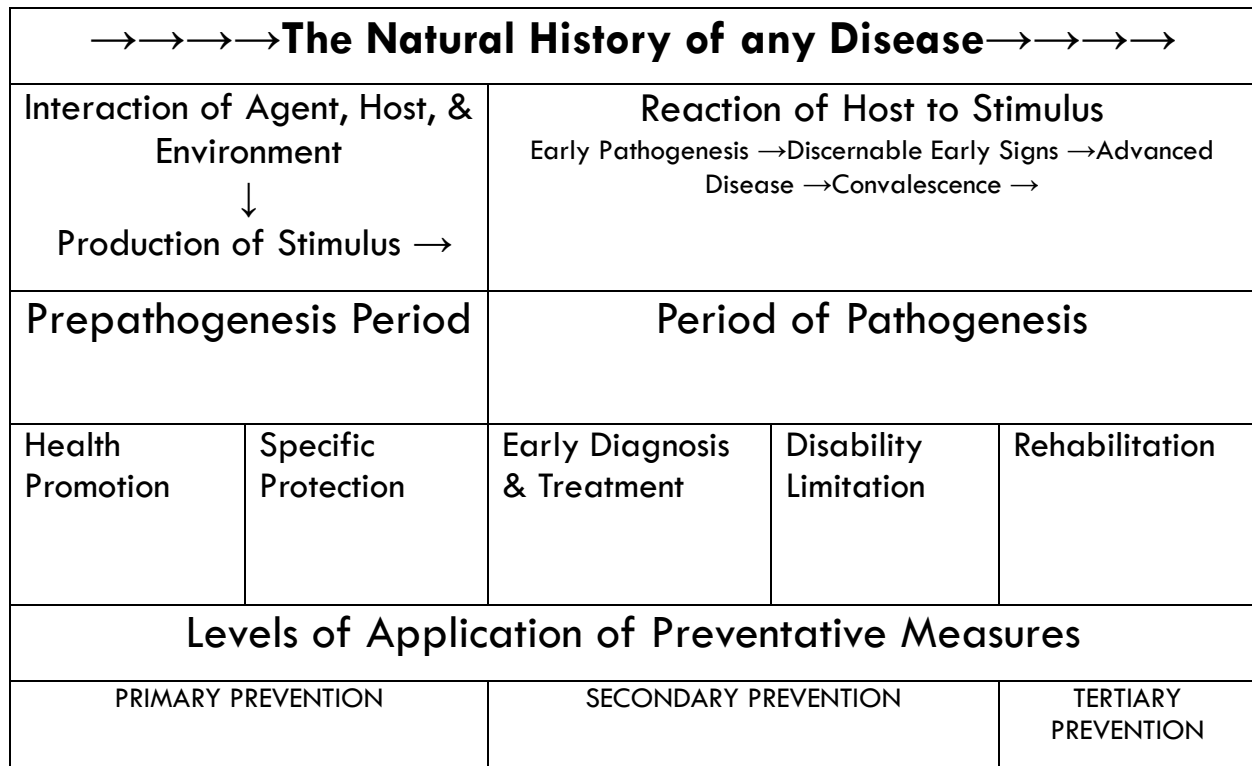 →→→→The Natural History of any Disease→→→→
Interaction of Agent, Host, &
Environment
↓
Production of Stimulus →
Reaction of Host to Stimulus
Early Pathogenesis →Discernable Early Signs →Advanced
Disease →Convalescence →
Prepathogenesis Period
Period of Pathogenesis
Health
Promotion
Specific
Protection
Early Diagnosis
& Treatment
Disability
Limitation
Rehabilitation
Levels of Application of Preventative Measures
PRIMARY PREVENTION
SECONDARY PREVENTION
TERTIARY
PREVENTION